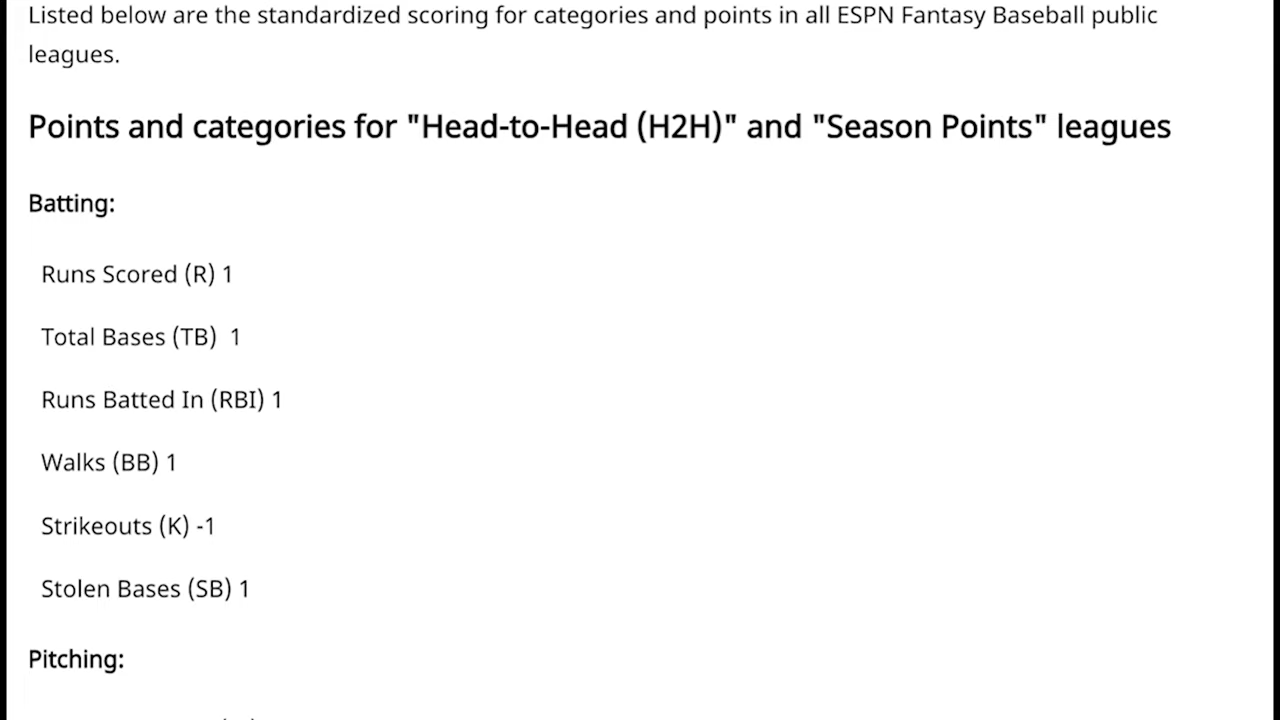 Listed below are the standardized scoring for categories and points in all ESPN Fantasy Baseball public
leagues.
Points and categories for "Head-to-Head (H2H)" and "Season Points" leagues
Batting:
Runs Scored (R) 1
Total Bases (TB)  1
Runs Batted In (RBI) 1
Walks (BB) 1
Strikeouts (K) -1
Stolen Bases (SB) 1
Pitching: